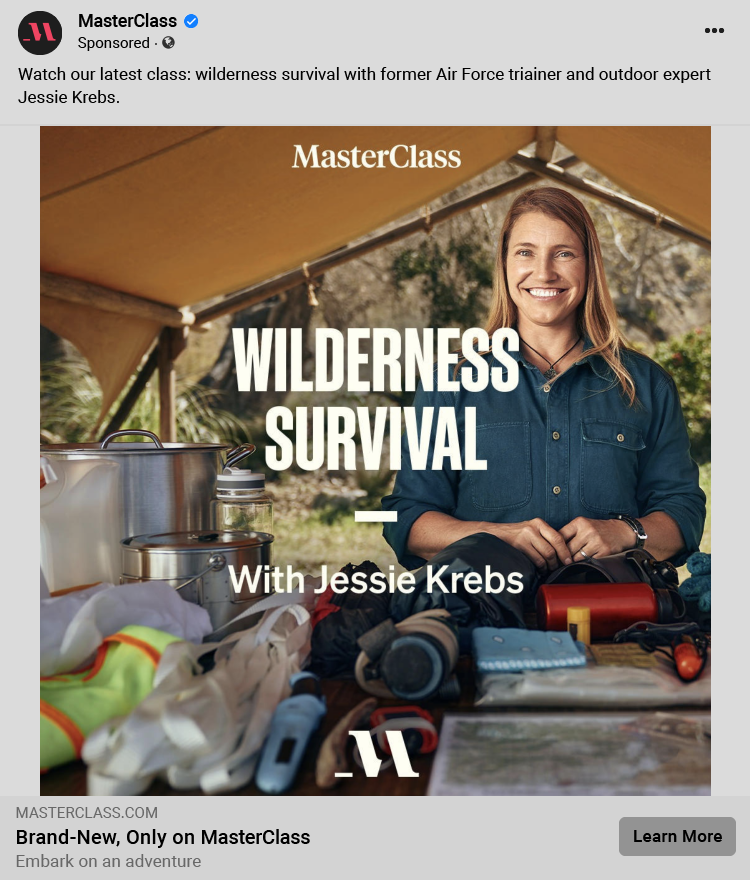 MasterClass
Sponsored ·
Watch our latest class: wilderness survival with former Air Force triainer and outdoor expert
Jessie Krebs.
MasterClass
WILDERNESS
SURVIVAL
With Jessie Krebs
MASTERCLASS.COM
Brand-New, Only on MasterClass
Learn More
Embark on an adventure